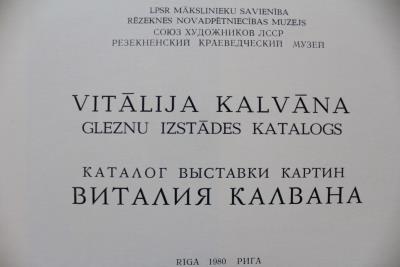 LPSR MĀKSLINIEKU SAVIENĪBA
RĒZEKNES NOVADPĒTNIECĪBAS MUZEJS
СОЮЗ ХУДОЖНИКОВ ЛССР
РЕЗЕКНЕНСКИЙ КРАЕВЕДЧЕСКИЙ МУЗЕЙ
VITĀLIJA KALVĀNA
GLEZNU IZSTĀDES KATALOGS
КАТАЛОГ ВЫСТАВКИ КАРТИН
ВИТАЛИЯ КАЛВАНА
RĪGA 1980 РИГА